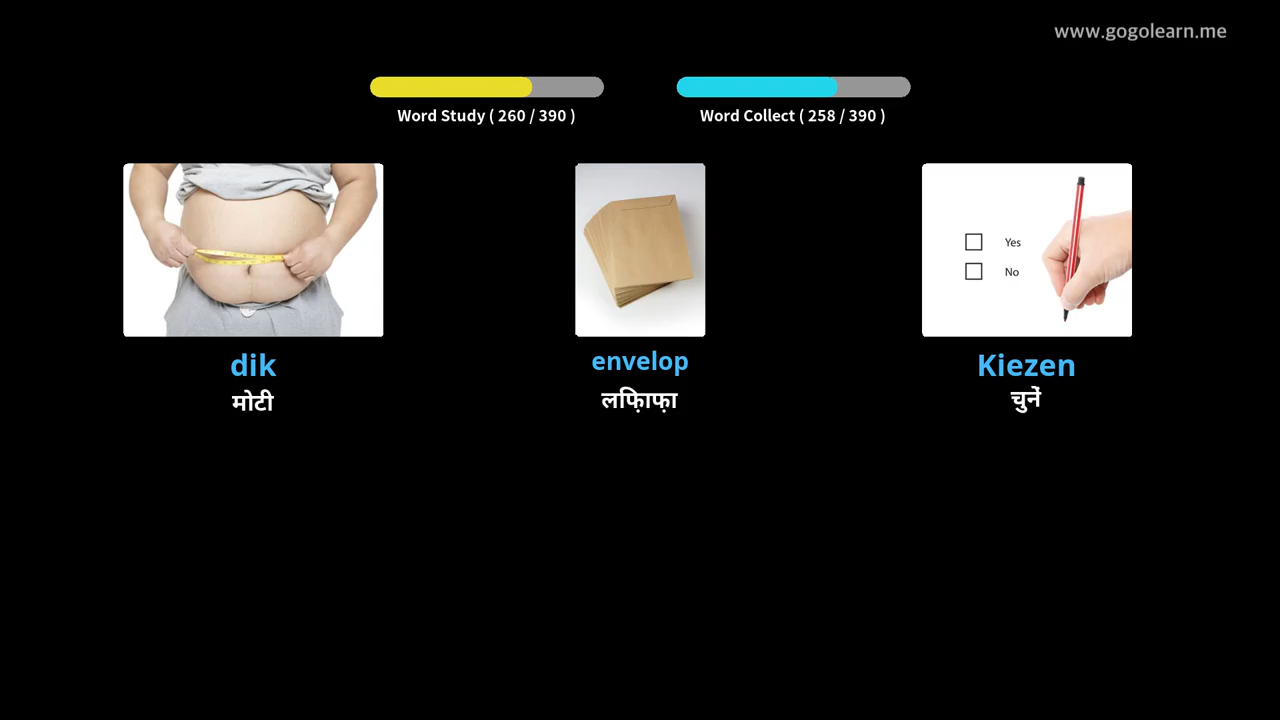 www.gogolearn.me
Word Study ( 260 / 390 )
Word Collect ( 258 / 390 )
Yes
No
dik
envelop
Kiezen
मोटी
लफ़िाफ़ा
चुनें